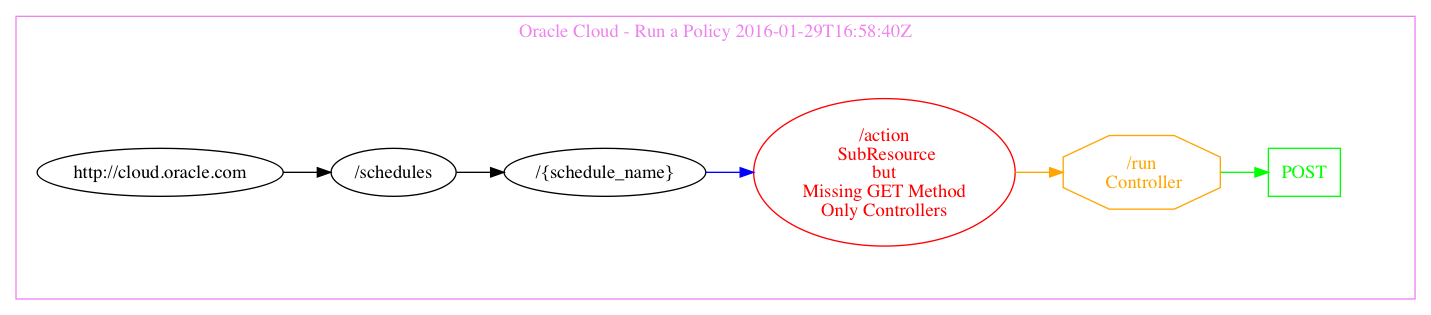 Oracle Cloud - Run a Policy 2016-01-29T16:58:40Z
http://cloud.oracle.com
/schedules
/{schedule_name}
/action
SubResource
but
Missing GET Method
Only Controllers
/run
Controller
POST